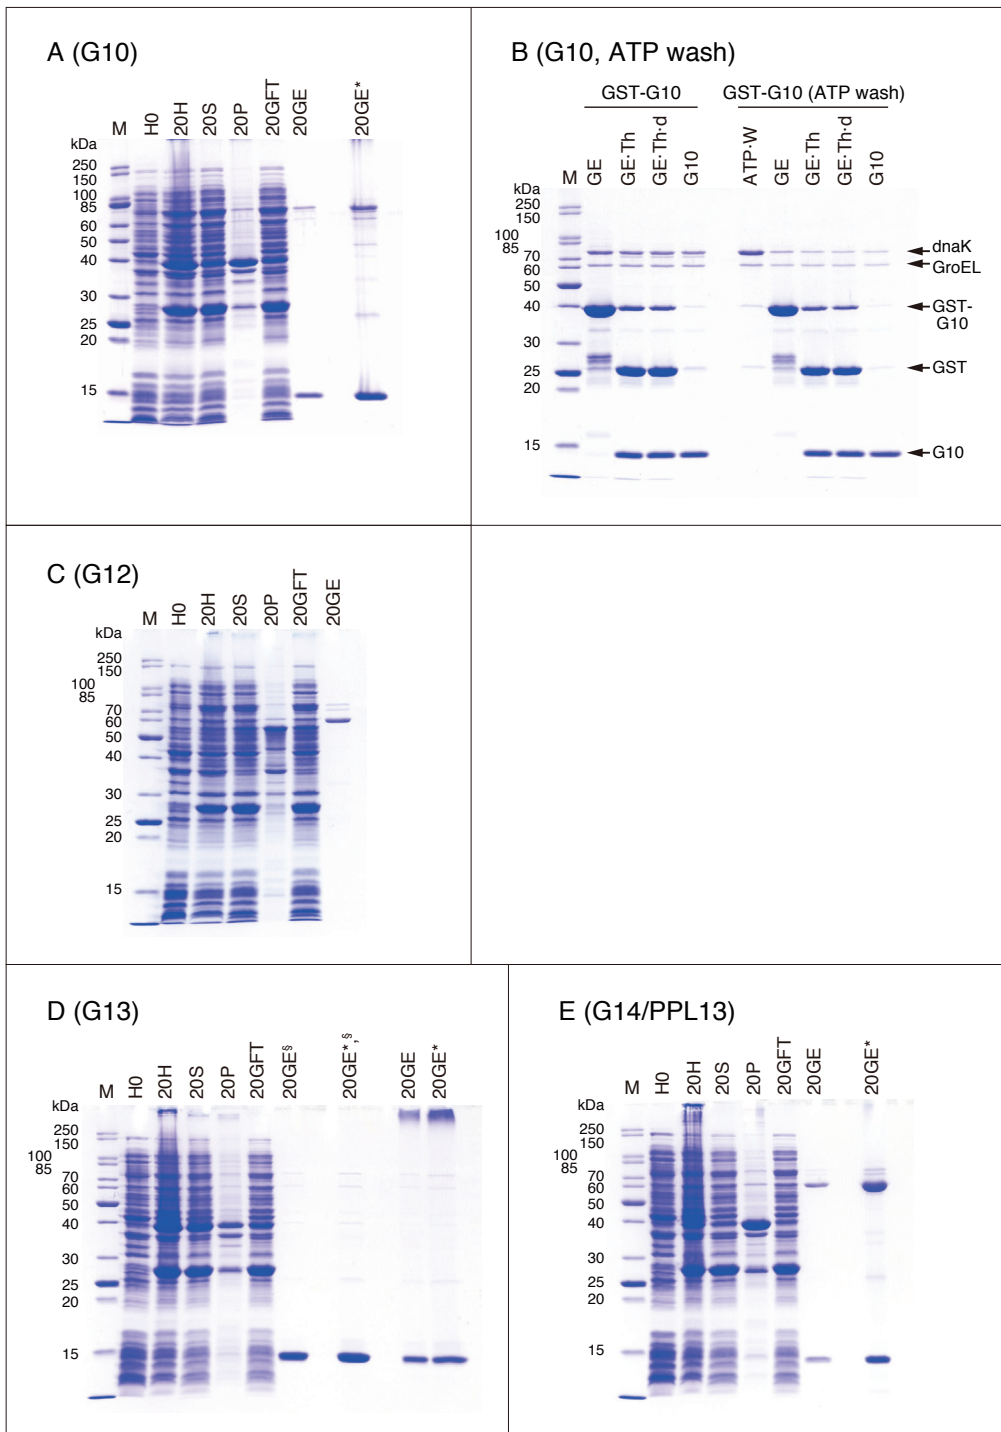 A (G10)
M H0 20H 20S 20P 20GFT 20GE 20GE*
kDa
250
150
100
85
60
50
40
30
25
20
15
B (G10, ATP wash)
GST-G10 GST-G10 (ATP wash)
M GE GE·Th GE·Th·d G10 ATP·W GE GE·Th GE·Th·d G10
kDa
250
150
100
85
70
60
50
40
30
25
20
15
dnaK
GroEL
GST-
G10
GST
G10
C (G12)
M H0 20H 20S 20P 20GFT 20GE
kDa
250
150
100
85
70
60
50
40
30
25
20
15
D (G13)
M H0 20H 20S 20P 20GFT 20GE§ 20GE*,§ 20GE 20GE*
kDa
250
150
100
85
70
60
50
40
30
25
20
15
E (G14/PPL13)
M H0 20H 20S 20P 20GFT 20GE 20GE*
kDa
250
150
100
85
70
60
50
40
30
25
20
15